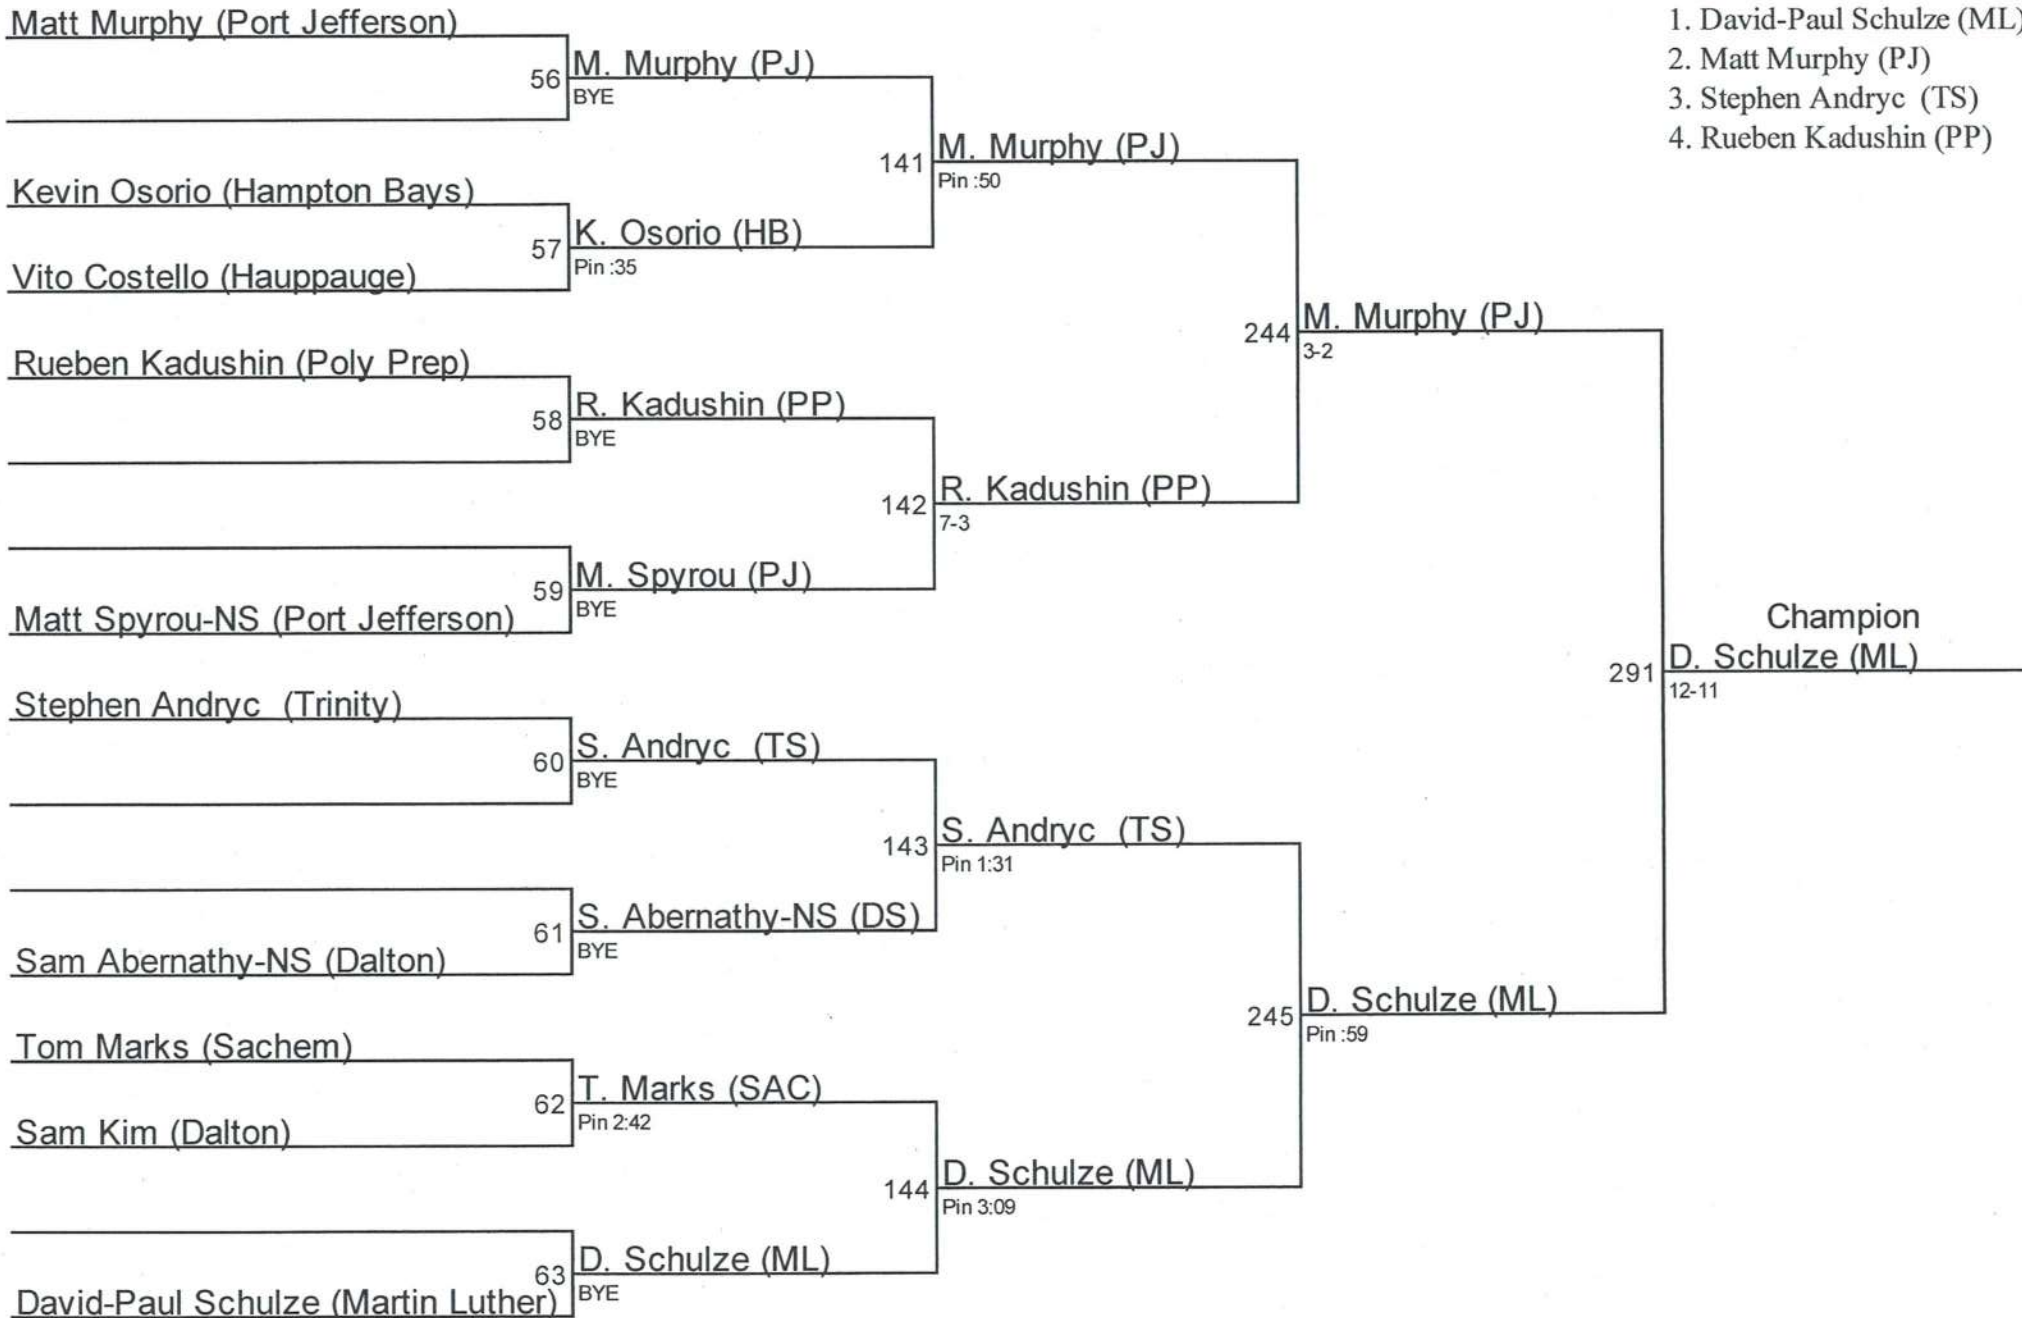 Matt Murphy (Port Jefferson)
56
M. Murphy (PJ)
BYE
Kevin Osorio (Hampton Bays)
57
K. Osorio (HB)
Pin :35
Vito Costello (Hauppauge)
141
M. Murphy (PJ)
Pin :50
Rueben Kadushin (Poly Prep)
58
R. Kadushin (PP)
BYE
142
R. Kadushin (PP)
7-3
59
M. Spyrou (PJ)
BYE
Matt Spyrou-NS (Port Jefferson)
244
M. Murphy (PJ)
3-2
Stephen Andryc (Trinity)
60
S. Andryc (TS)
BYE
143
S. Andryc (TS)
Pin 1:31
61
S. Abernathy-NS (DS)
BYE
Sam Abernathy-NS (Dalton)
Tom Marks (Sachem)
62
T. Marks (SAC)
Pin 2:42
Sam Kim (Dalton)
144
D. Schulze (ML)
Pin 3:09
63
D. Schulze (ML)
BYE
David-Paul Schulze (Martin Luther)
245
D. Schulze (ML)
Pin :59
291
Champion
D. Schulze (ML)
12-11
1. David-Paul Schulze (ML)
2. Matt Murphy (PJ)
3. Stephen Andryc (TS)
4. Rueben Kadushin (PP)